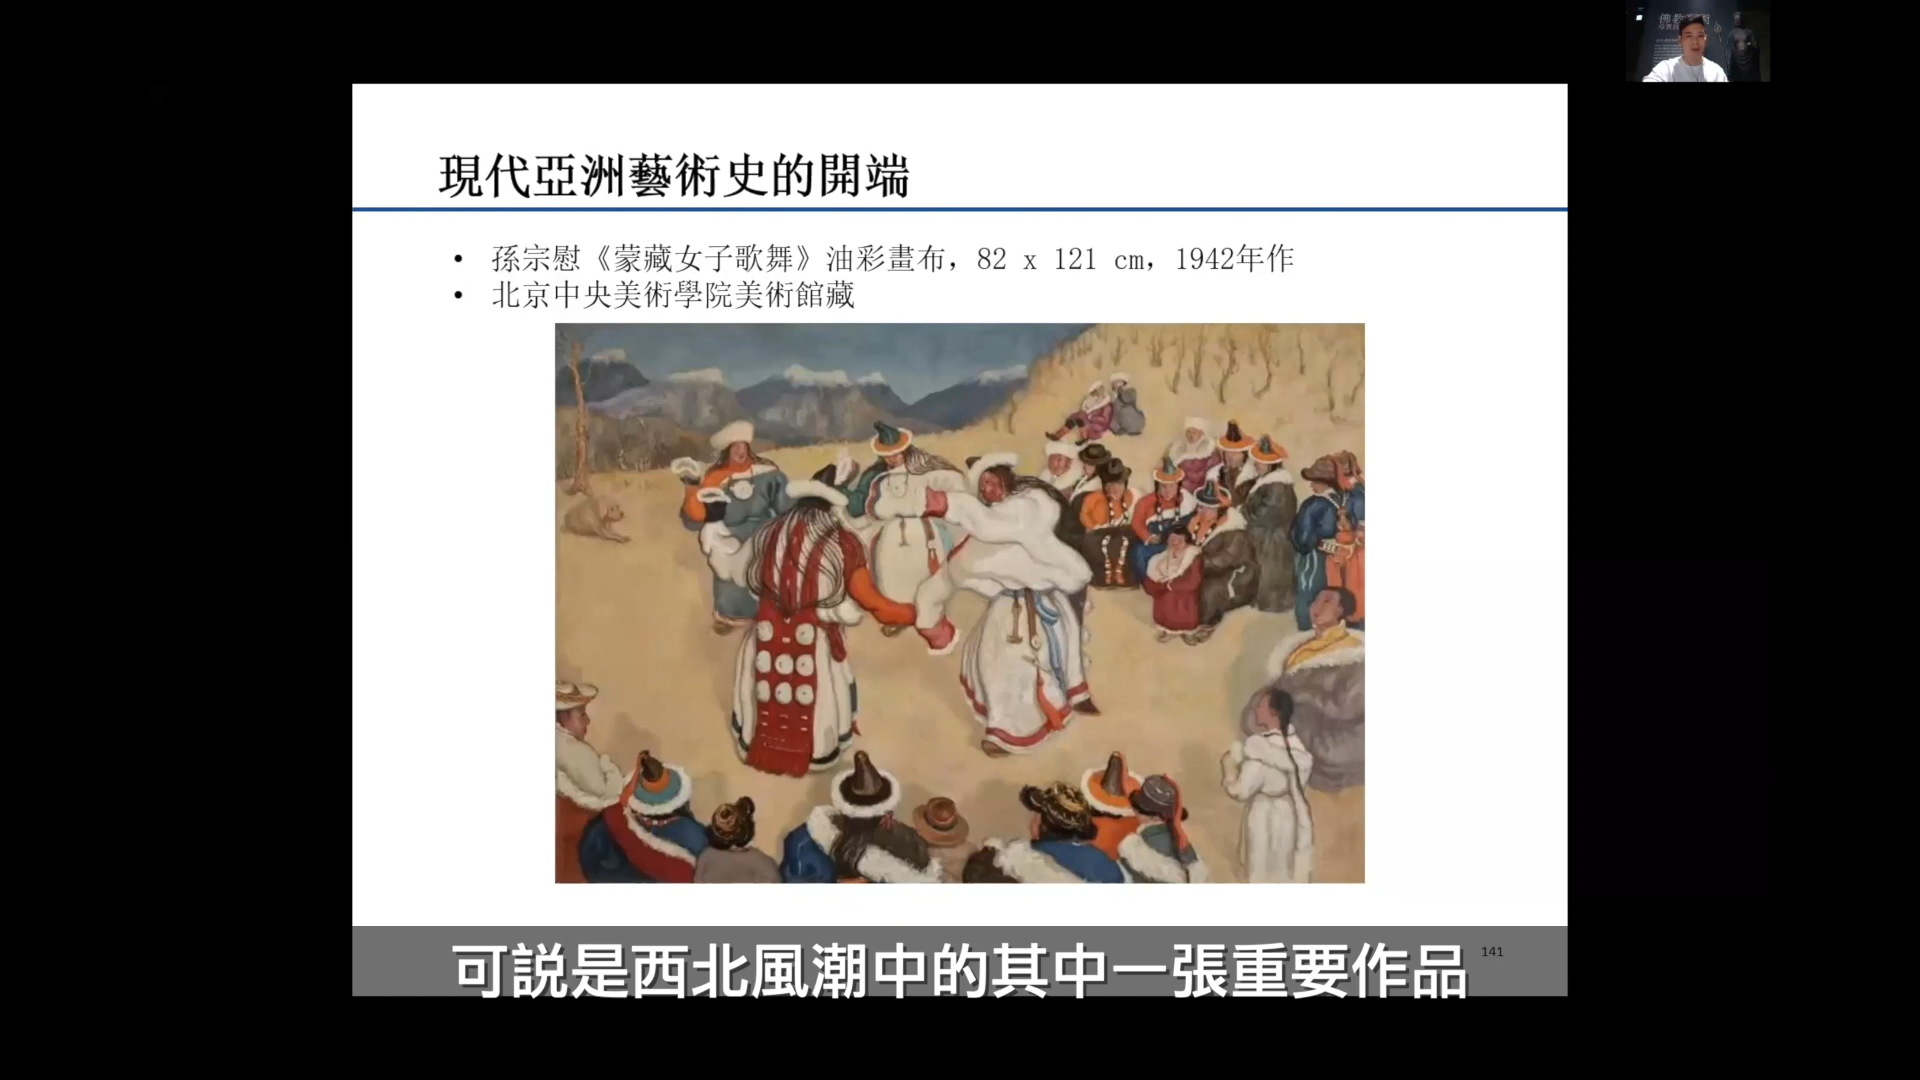 現代亞洲藝術史的開端
• 孫宗慰《蒙藏女子歌舞》油彩畫布，82 x 121 cm，1942年作
• 北京中央美術學院美術館藏
可説是西北風潮中的其中一張重要作品
141